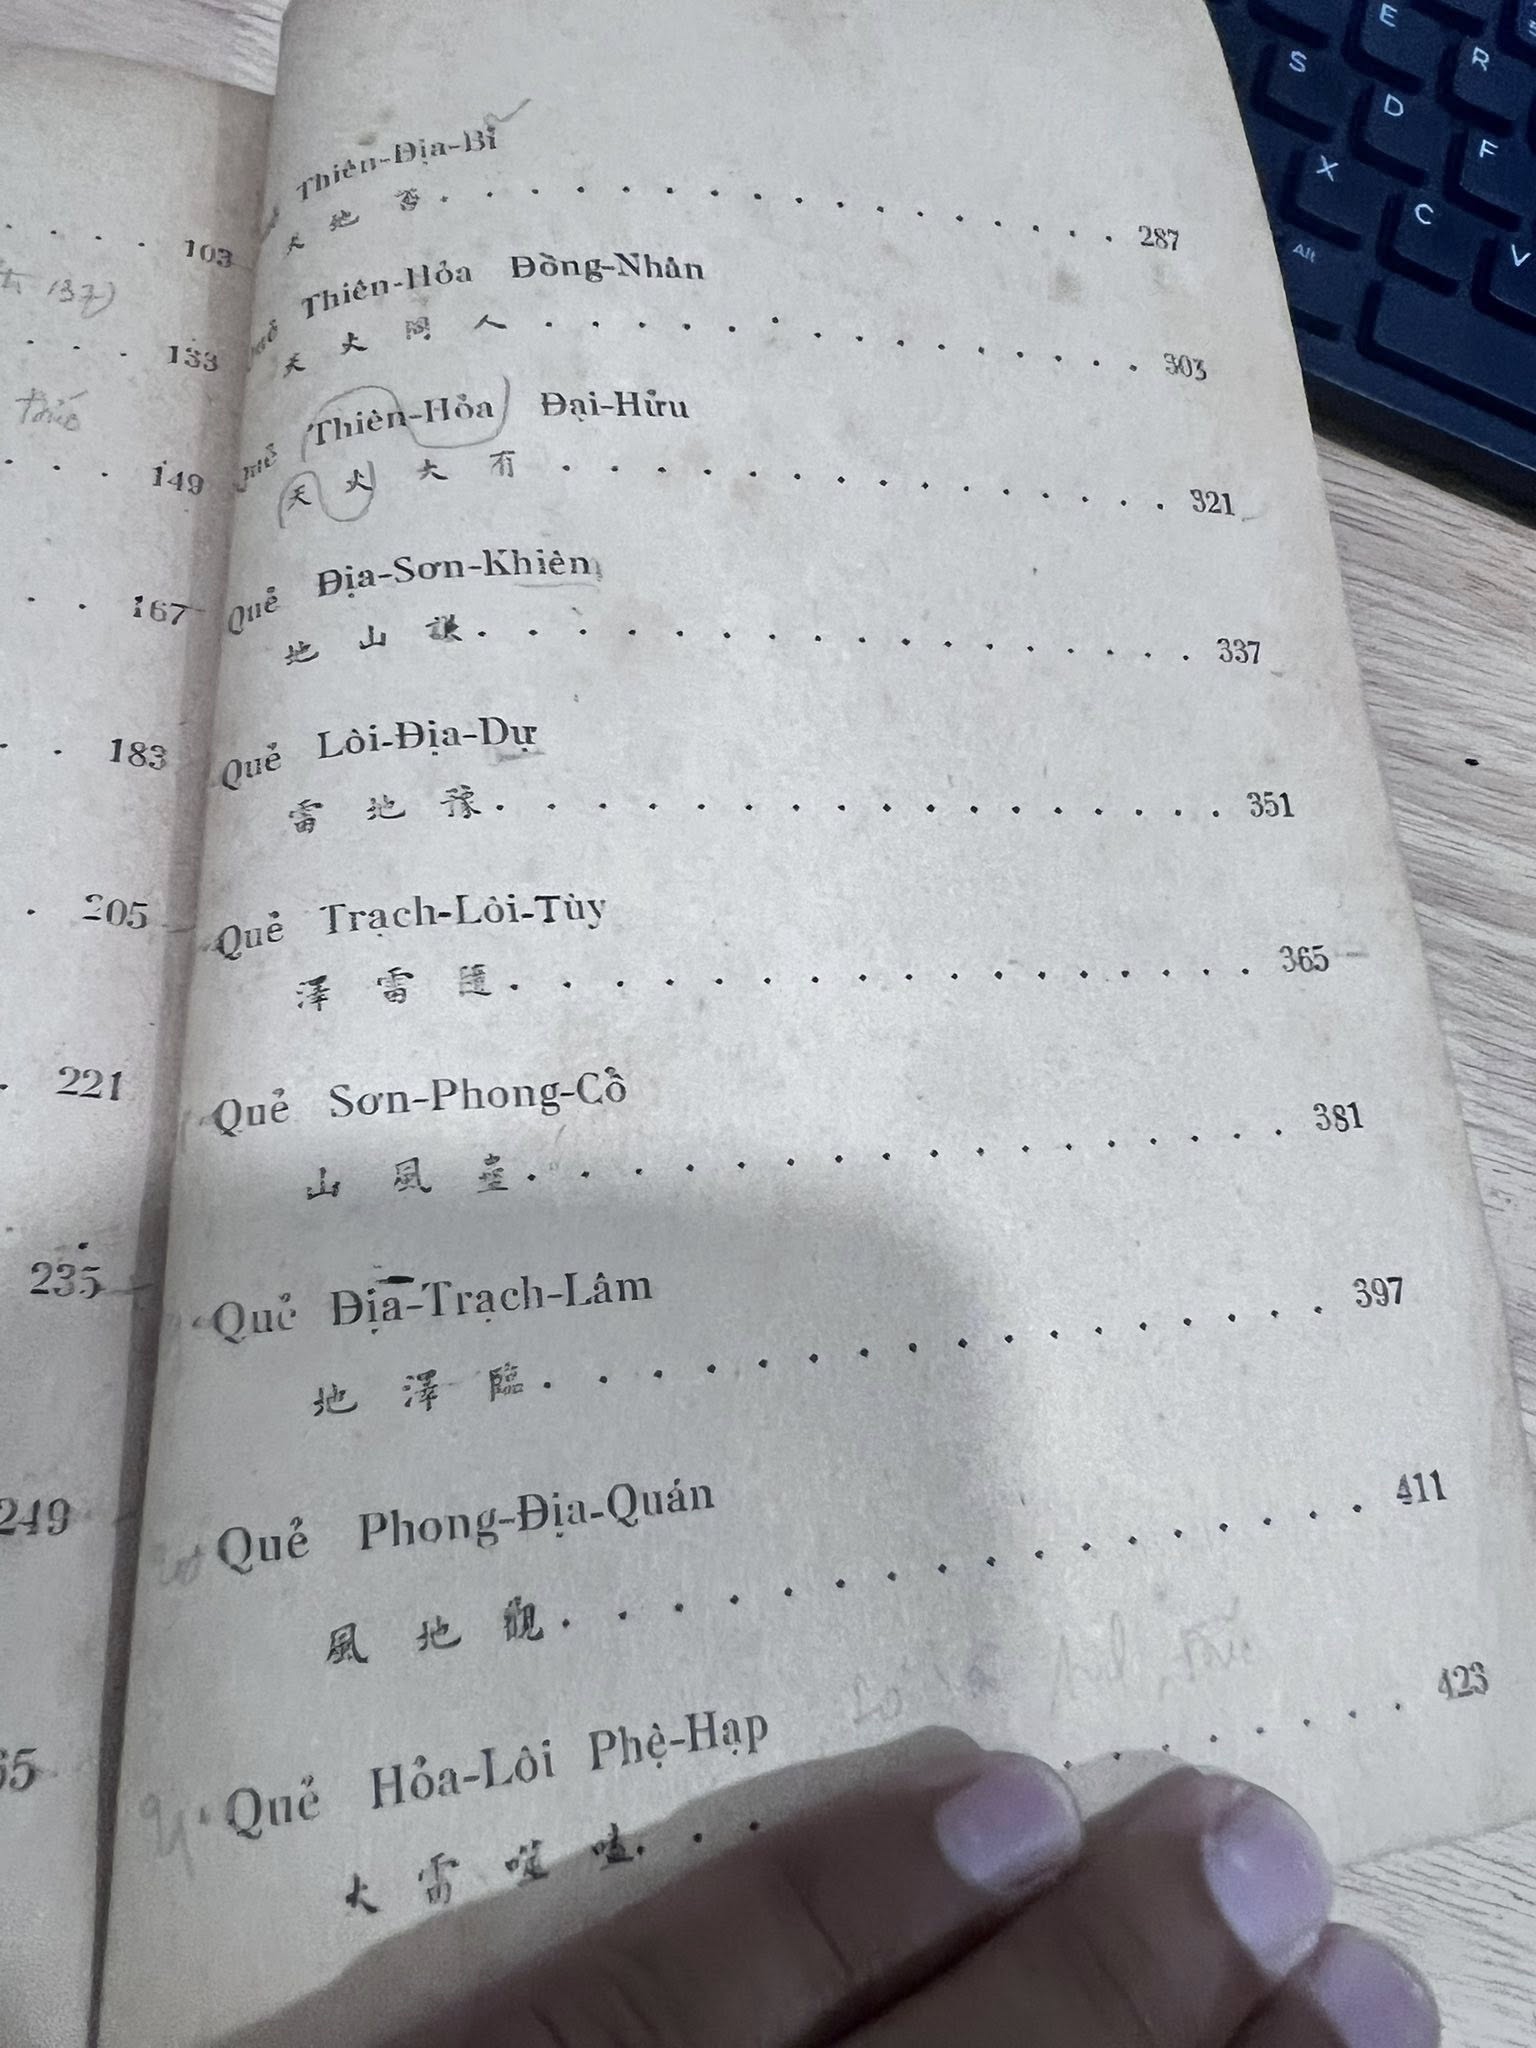 103
133
149
167
183
205
221
235
249
65
Thiên-Địa-Bĩ
天 地 否 . . . . . . . . . . . . . . . . 287
Thiên-Hỏa Đồng-Nhân
天 火 同 人 . . . . . . . . . . . . . . 303
Quẻ Thiên-Hỏa Đại-Hữu
天 火 大 有 . . . . . . . . . . . . . . 321
Quẻ Địa-Sơn-Khiên
地 山 謙 . . . . . . . . . . . . . . . 337
Quẻ Lôi-Địa-Dự
雷 地 豫 . . . . . . . . . . . . . . . 351
Quẻ Trạch-Lôi-Tùy
澤 雷 隨 . . . . . . . . . . . . . . . 365
Quẻ Sơn-Phong-Cổ
山 風 蠱 . . . . . . . . . . . . . . . 381
Quẻ Địa-Trạch-Lâm
地 澤 臨 . . . . . . . . . . . . . . . 397
Quẻ Phong-Địa-Quán
風 地 觀 . . . . . . . . . . . . . . . 411
Quẻ Hỏa-Lôi Phệ-Hạp
火 雷 噬 嗑 . . . . . . . . . . 423
E
R
S
D
F
X
C
V
Alt